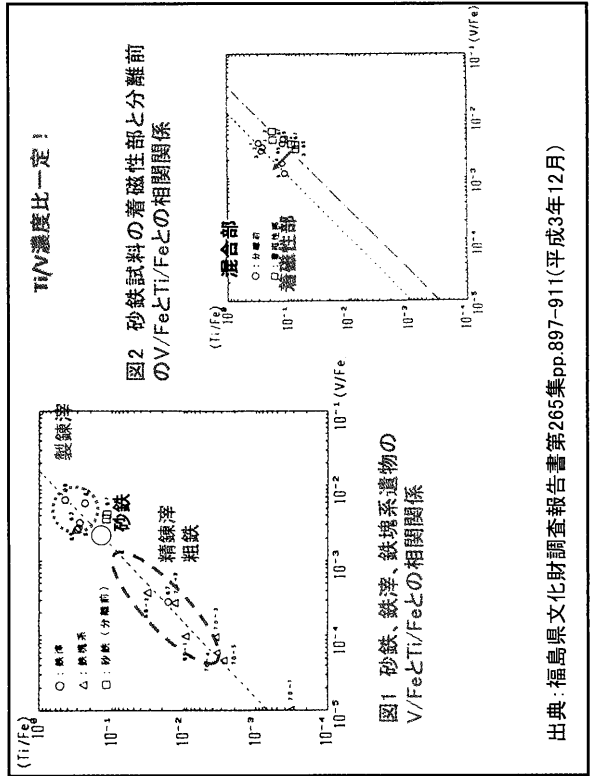 Ti/V濃度比一定！
(Ti/Fe)
10⁰
10⁻¹
10⁻²
10⁻³
10⁻⁴
○：鉄滓
△：鉄塊系
□：砂鉄（分離前）
製錬滓
砂鉄
精錬滓
粗鉄
10⁻⁵
10⁻⁴
10⁻³
10⁻²
10⁻¹(V/Fe)
図1 砂鉄、鉄滓、鉄塊系遺物の
V/FeとTi/Feとの相関関係
図2 砂鉄試料の着磁性部と分離前
のV/FeとTi/Feとの相関関係
(Ti/Fe)
10⁰
10⁻¹
10⁻²
10⁻³
10⁻⁴
混合部
○：分離前
□：着磁性部
着磁性部
10⁻⁵
10⁻⁴
10⁻³
10⁻²
10⁻¹(V/Fe)
出典：福島県文化財調査報告書第265集pp.897-911(平成3年12月)